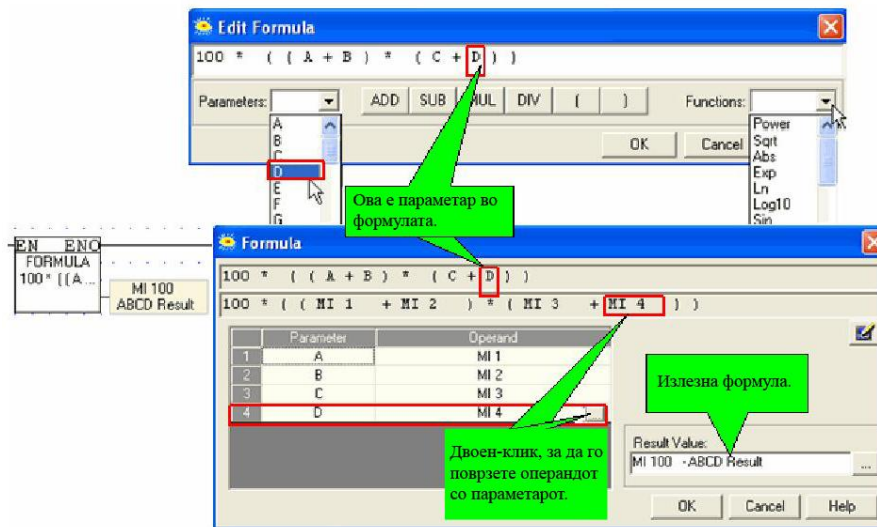 Edit Formula
100 * ( ( A + B ) * ( C + D ) )
Parameters:
ADD SUB MUL DIV ( )
Functions:
A
B
C
D
E
F
G
Power
Sqrt
Abs
Exp
Ln
Log10
Sin
OK Cancel
Ова е параметар во
формулата.
EN ENO
FORMULA
100* [(A ...
MI 100
ABCD Result
Formula
100 * ( ( A + B ) * ( C + D ) )
100 * ( ( MI 1 + MI 2 ) * ( MI 3 + MI 4 ) )
Parameter Operand
1 A MI 1
2 B MI 2
3 C MI 3
4 D MI 4 ...
Излезна формула.
Двоен-клик, за да го
поврзете операндот
со параметарот.
Result Value:
MI 100 - ABCD Result ...
OK Cancel Help